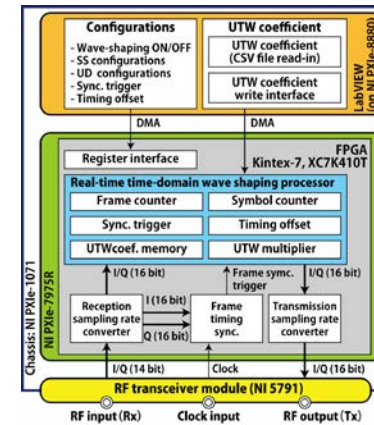 Configurations
- Wave-shaping ON/OFF
- SS configurations
- UD configurations
- Sync. trigger
- Timing offset
UTW coefficient
UTW coefficient
(CSV file read-in)
UTW coefficient
write interface
LabVIEW
(on NI PXIe-8880)
DMA
DMA
Chassis: NI PXIe-1071
NI PXIe-7975R
FPGA
Kintex-7, XC7K410T
Register interface
Real-time time-domain wave shaping processor
Frame counter
Symbol counter
Sync. trigger
Timing offset
UTWcoef. memory
UTW multiplier
I/Q (16 bit)
Frame symc.
trigger
I/Q (16 bit)
Reception
sampling rate
converter
I (16 bit)
Q (16 bit)
Frame
timing
sync.
Transmission
sampling rate
converter
I/Q (14 bit)
Clock
I/Q (16 bit)
RF transceiver module (NI 5791)
RF input (Rx)
Clock input
RF output (Tx)